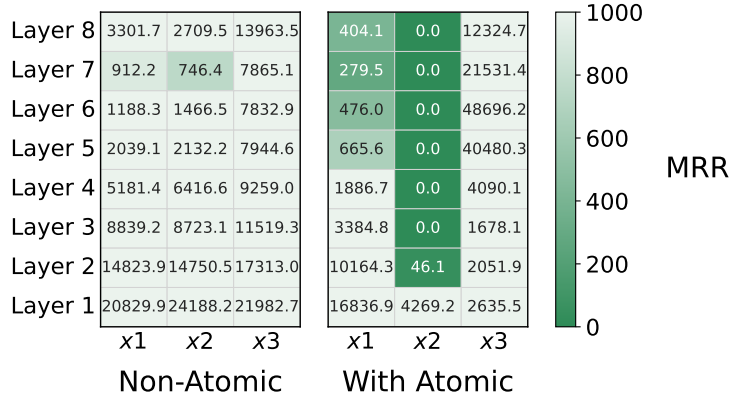 Layer 8 3301.7 2709.5 13963.5 404.1 0.0 12324.7 1000
Layer 7 912.2 746.4 7865.1 279.5 0.0 21531.4 800
Layer 6 1188.3 1466.5 7832.9 476.0 0.0 48696.2
Layer 5 2039.1 2132.2 7944.6 665.6 0.0 40480.3 600
MRR
Layer 4 5181.4 6416.6 9259.0 1886.7 0.0 4090.1 400
Layer 3 8839.2 8723.1 11519.3 3384.8 0.0 1678.1
Layer 2 14823.9 14750.5 17313.0 10164.3 46.1 2051.9 200
Layer 1 20829.9 24188.2 21982.7 16836.9 4269.2 2635.5 0
x1 x2 x3 x1 x2 x3
Non-Atomic With Atomic